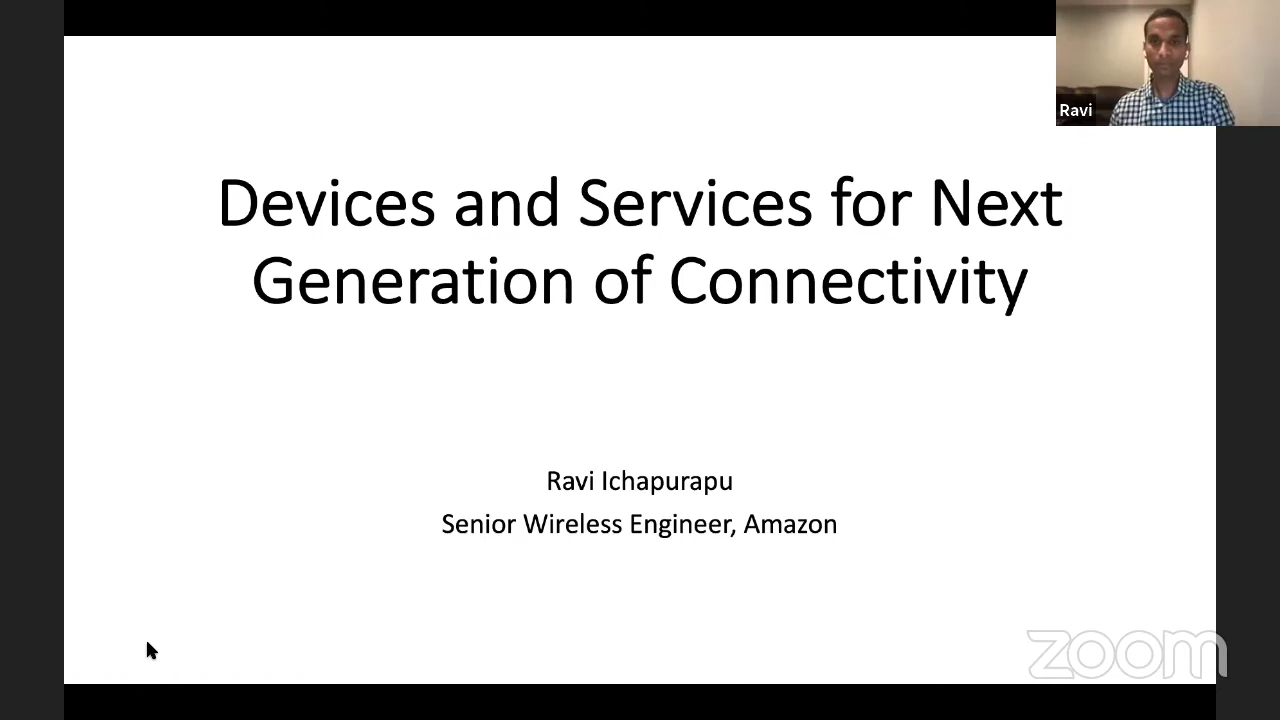 Ravi
Devices and Services for Next
Generation of Connectivity
Ravi Ichapurapu
Senior Wireless Engineer, Amazon
zoom